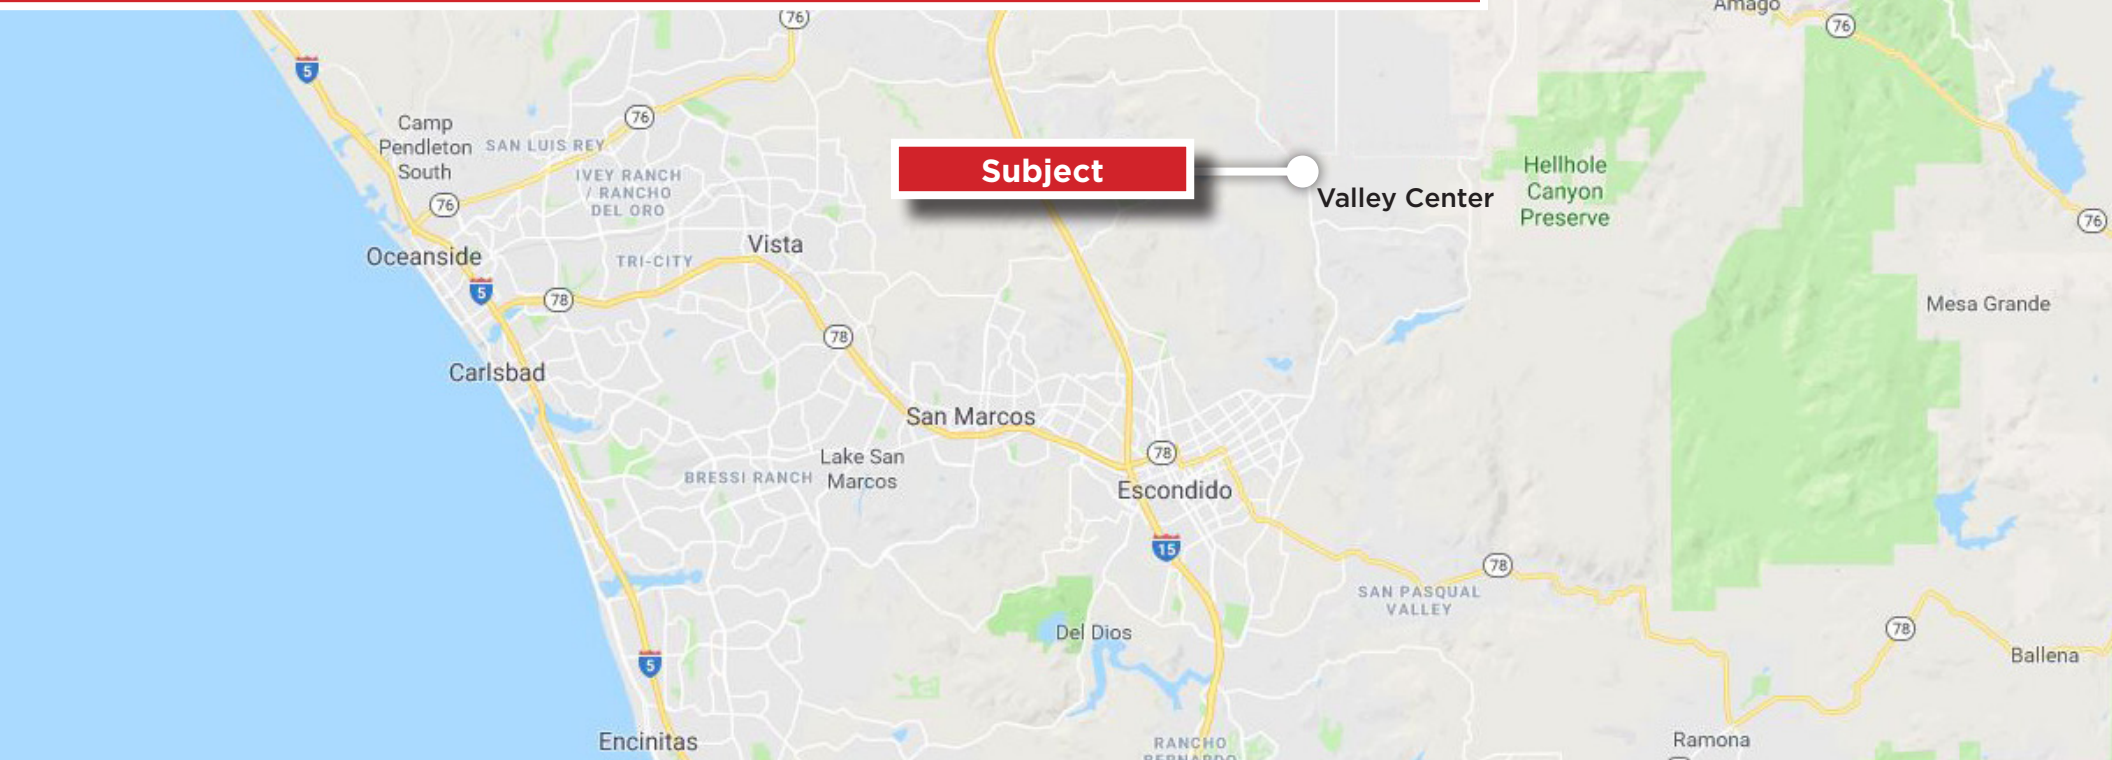 Amago
76
76
5
Camp
Pendleton
South
76
SAN LUIS REY
IVEY RANCH
/ RANCHO
DEL ORO
Subject
Valley Center
Hellhole
Canyon
Preserve
76
76
Oceanside
Vista
TRI-CITY
5
78
Mesa Grande
78
Carlsbad
San Marcos
78
Lake San
Marcos
BRESSI RANCH
Escondido
15
78
SAN PASQUAL
VALLEY
Del Dios
78
5
Ballena
Encinitas
RANCHO
BERNARDO
Ramona